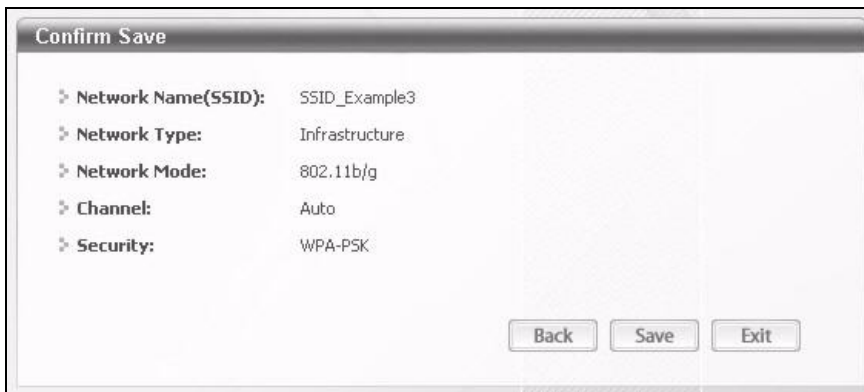 Confirm Save
Network Name(SSID): SSID_Example3
Network Type: Infrastructure
Network Mode: 802.11b/g
Channel: Auto
Security: WPA-PSK
Back Save Exit